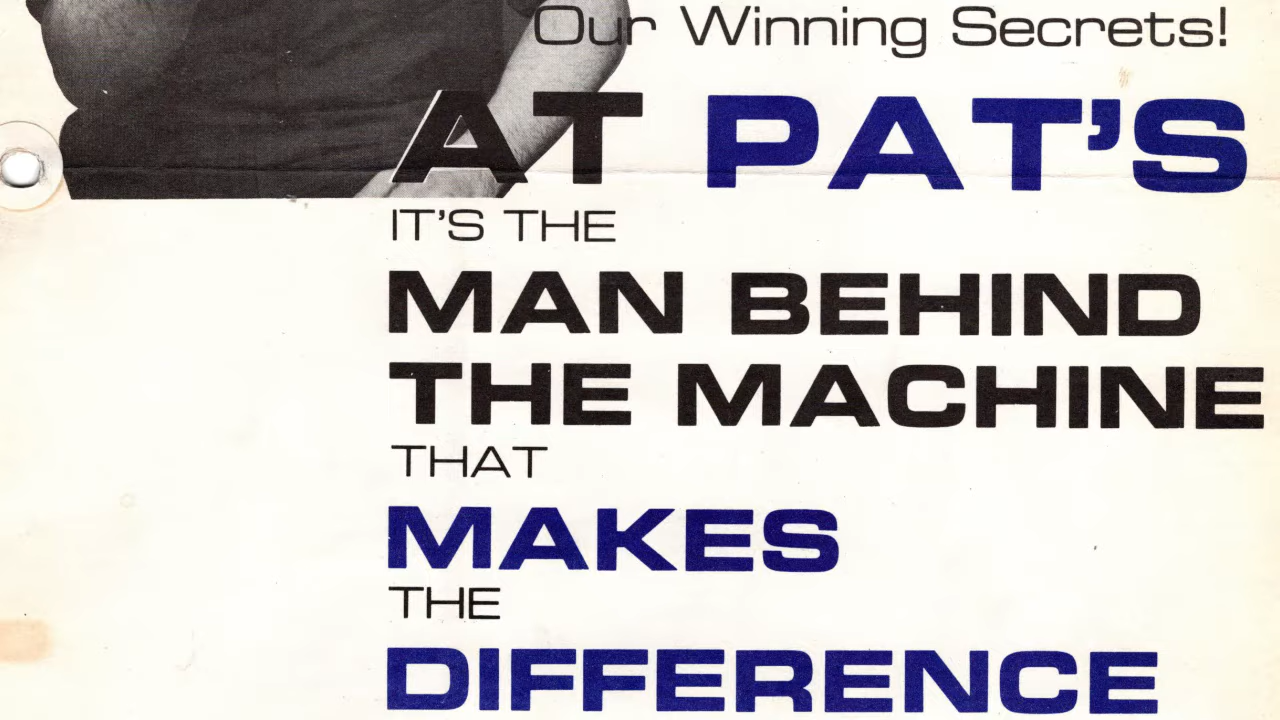 Our Winning Secrets!
AT PAT'S
IT'S THE
MAN BEHIND
THE MACHINE
THAT
MAKES
THE
DIFFERENCE